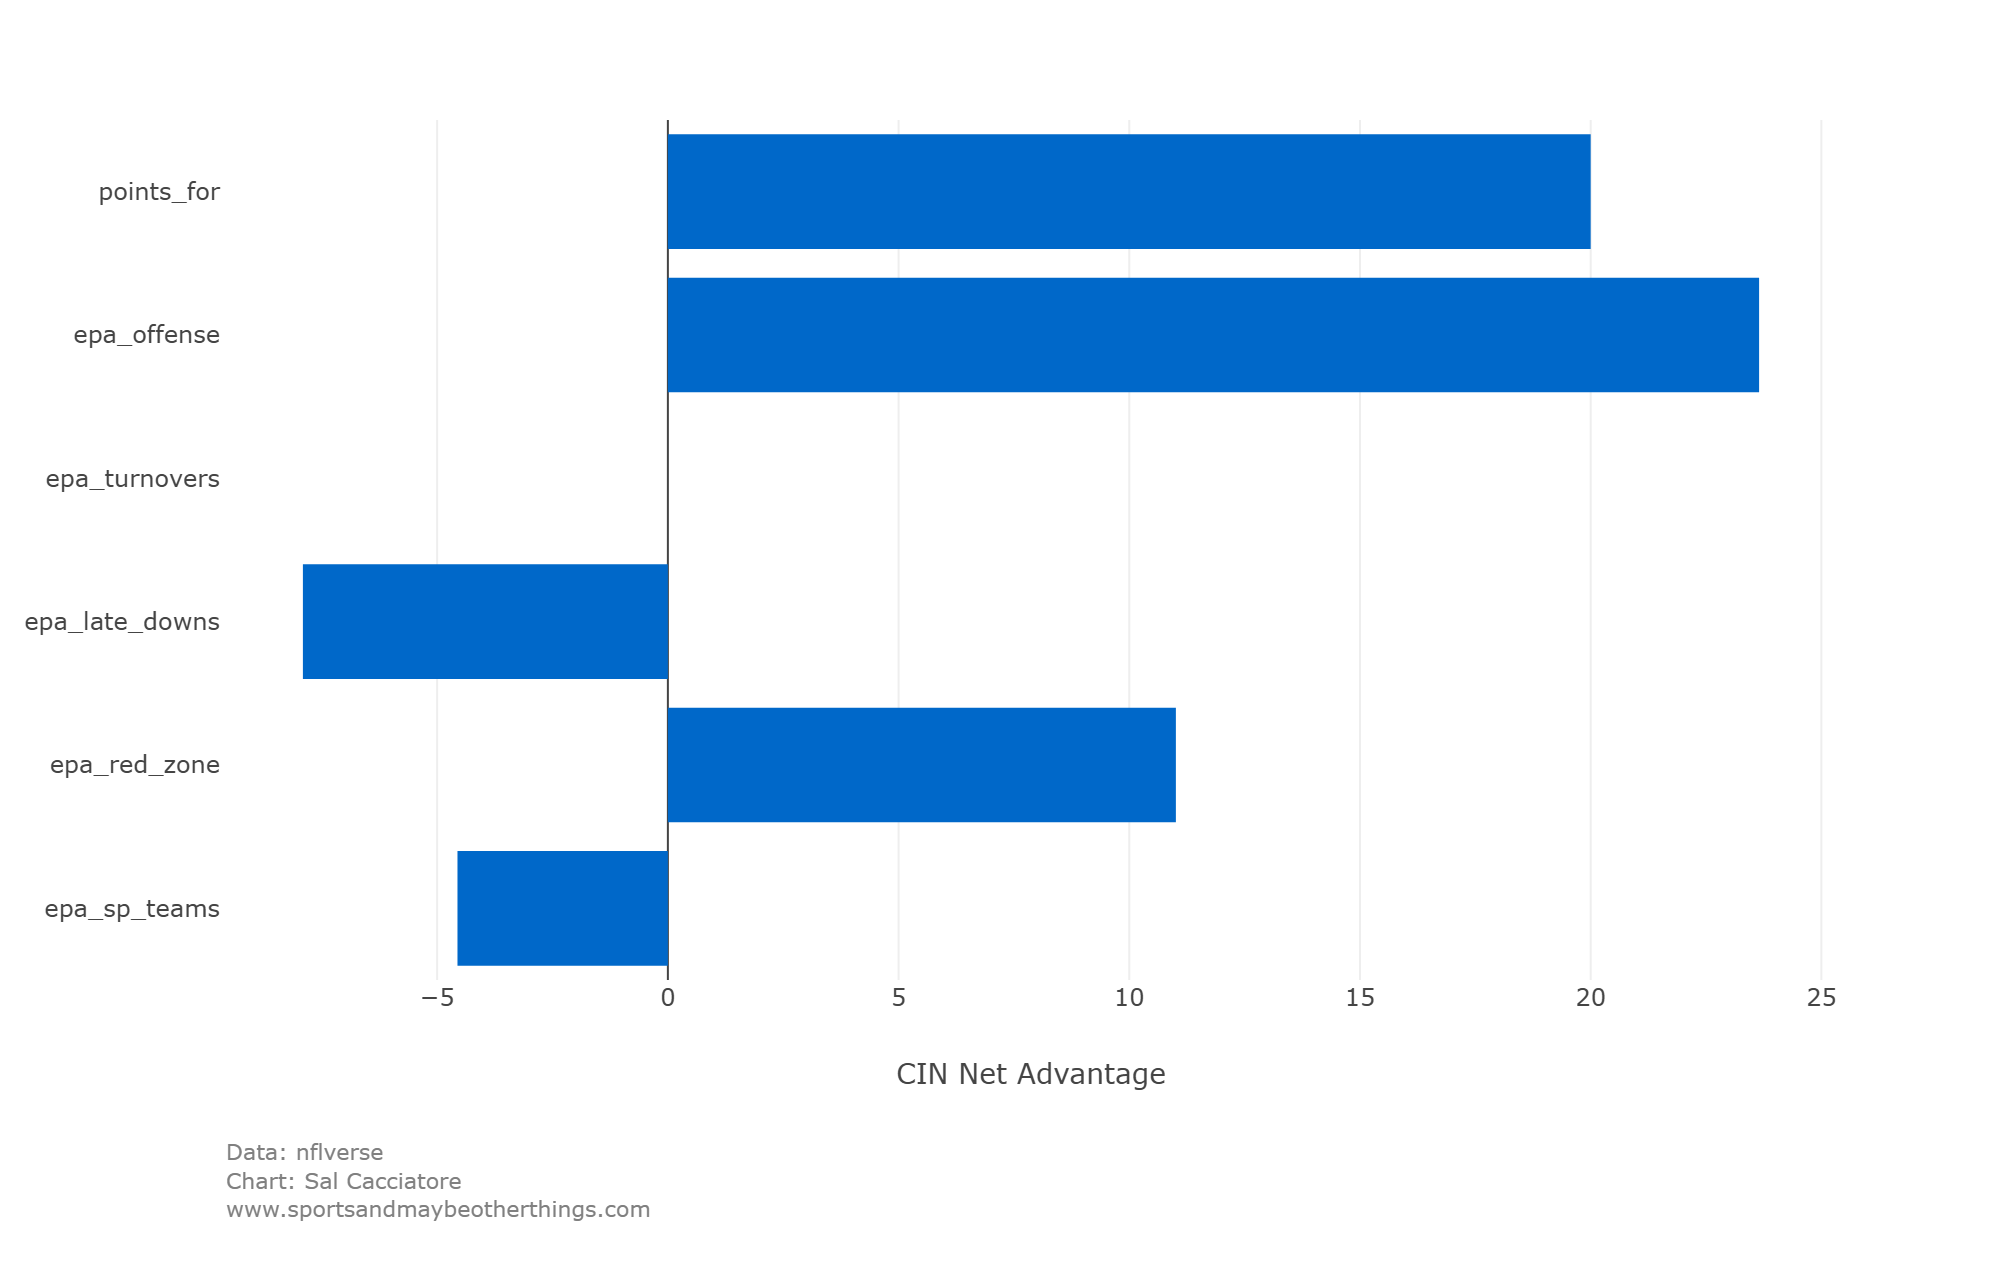 points_for
epa_offense
epa_turnovers
epa_late_downs
epa_red_zone
epa_sp_teams
−5 0 5 10 15 20 25
CIN Net Advantage
Data: nflverse
Chart: Sal Cacciatore
www.sportsandmaybeotherthings.com